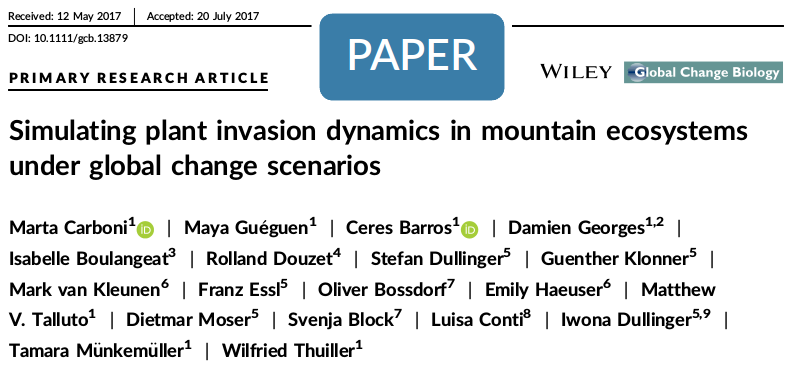 Received: 12 May 2017 | Accepted: 20 July 2017
DOI: 10.1111/gcb.13879
PAPER
PRIMARY RESEARCH ARTICLE
WILEY Global Change Biology
Simulating plant invasion dynamics in mountain ecosystems
under global change scenarios
Marta Carboni1 iD | Maya Guéguen1 | Ceres Barros1 iD | Damien Georges1,2 |
Isabelle Boulangeat3 | Rolland Douzet4 | Stefan Dullinger5 | Guenther Klonner5 |
Mark van Kleunen6 | Franz Essl5 | Oliver Bossdorf7 | Emily Haeuser6 | Matthew
V. Talluto1 | Dietmar Moser5 | Svenja Block7 | Luisa Conti8 | Iwona Dullinger5,9 |
Tamara Münkemüller1 | Wilfried Thuiller1